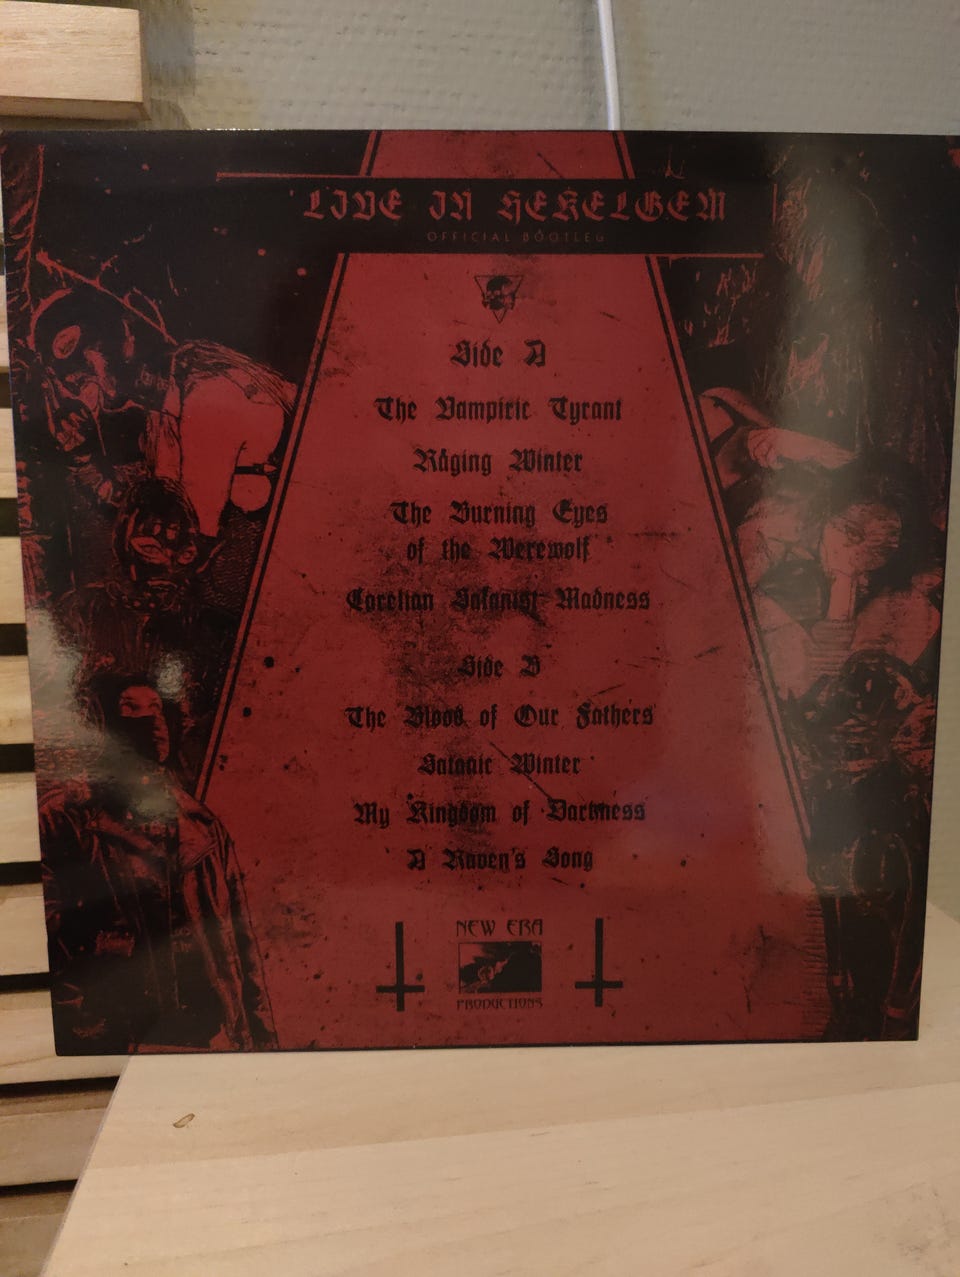 LIVE IN HEKELGEM
OFFICIAL BOOTLEG
Side A
The Vampiric Tyrant
Raging Winter
The Burning Eyes
of the Werewolf
Carelian Satanist Madness
Side B
The Blood of Our Fathers
Satanic Winter
My Kingdom of Darkness
A Raven's Song
NEW ERA
PRODUCTIONS